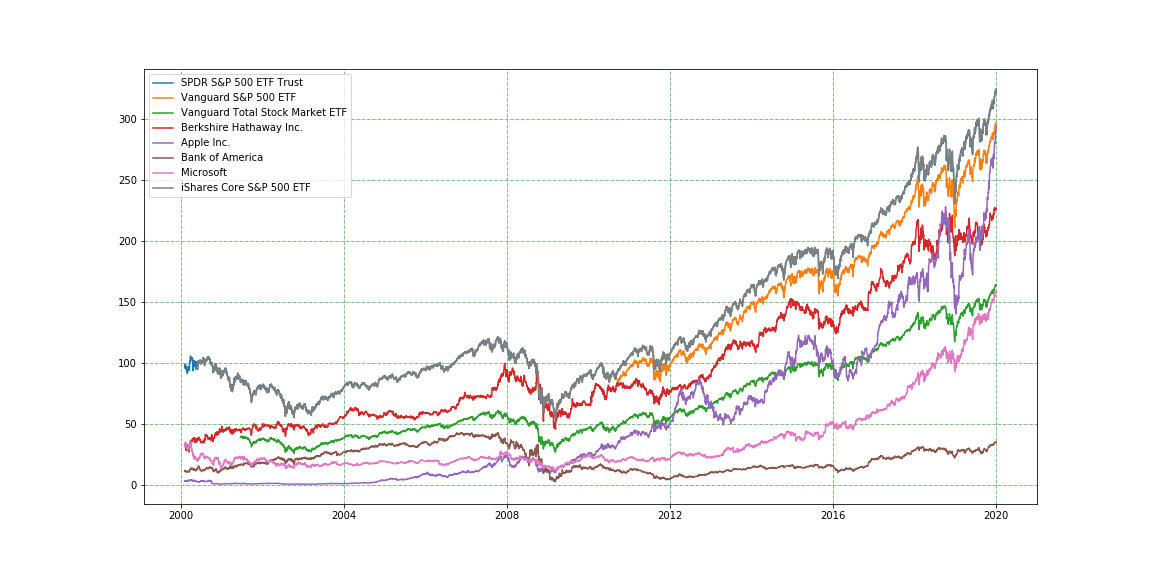 SPDR S&P 500 ETF Trust
Vanguard S&P 500 ETF
Vanguard Total Stock Market ETF
Berkshire Hathaway Inc.
Apple Inc.
Bank of America
Microsoft
iShares Core S&P 500 ETF
300
250
200
150
100
50
0
2000 2004 2008 2012 2016 2020